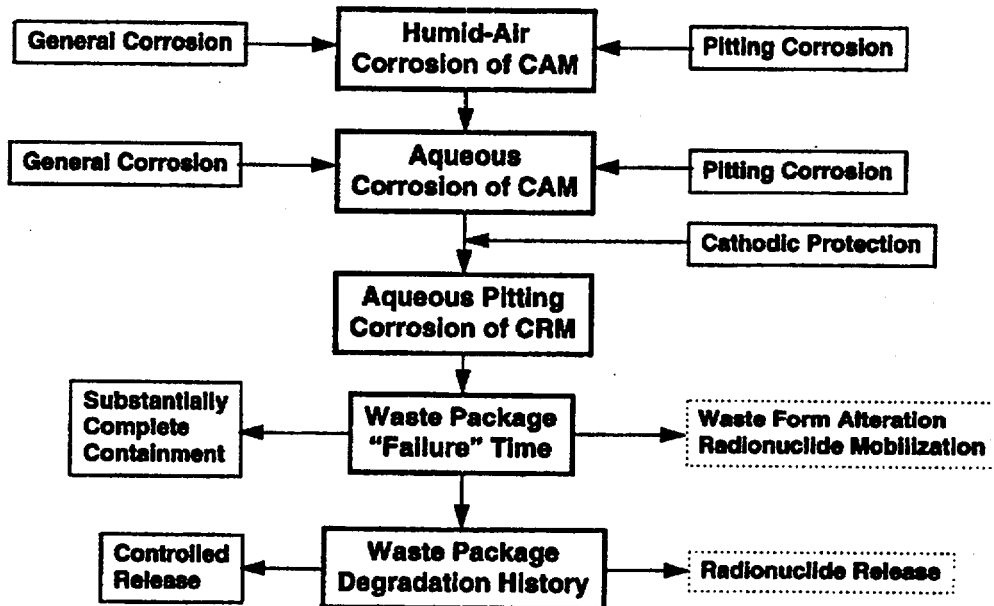 General Corrosion
Humid-Air
Corrosion of CAM
Pitting Corrosion
General Corrosion
Aqueous
Corrosion of CAM
Pitting Corrosion
Cathodic Protection
Aqueous Pitting
Corrosion of CRM
Substantially
Complete
Containment
Waste Package
“Failure” Time
Waste Form Alteration
Radionuclide Mobilization
Controlled
Release
Waste Package
Degradation History
Radionuclide Release